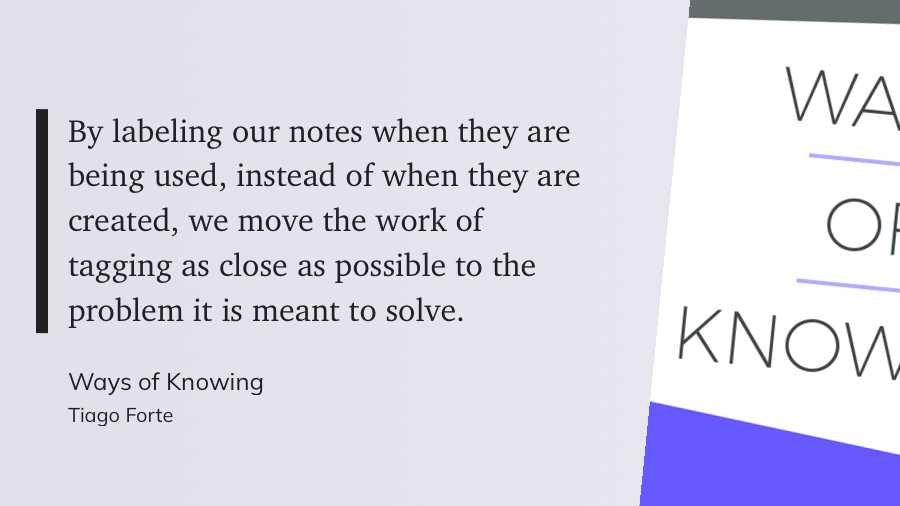 By labeling our notes when they are
being used, instead of when they are
created, we move the work of
tagging as close as possible to the
problem it is meant to solve.
Ways of Knowing
Tiago Forte
WA
OF
KNOW